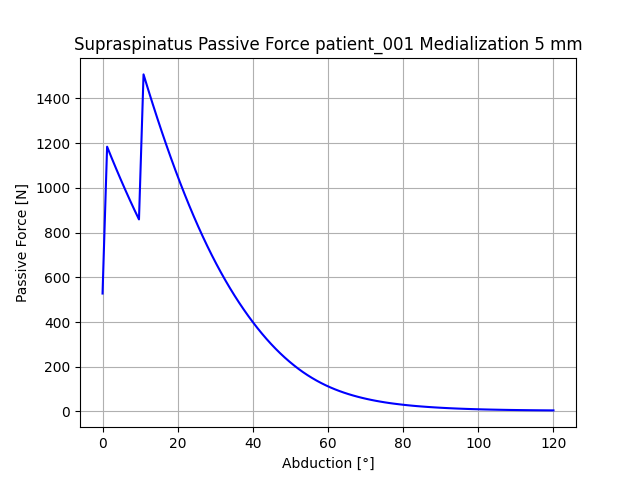 Supraspinatus Passive Force patient_001 Medialization 5 mm
1400
1200
1000
800
600
400
200
0
Passive Force [N]
0 20 40 60 80 100 120
Abduction [°]